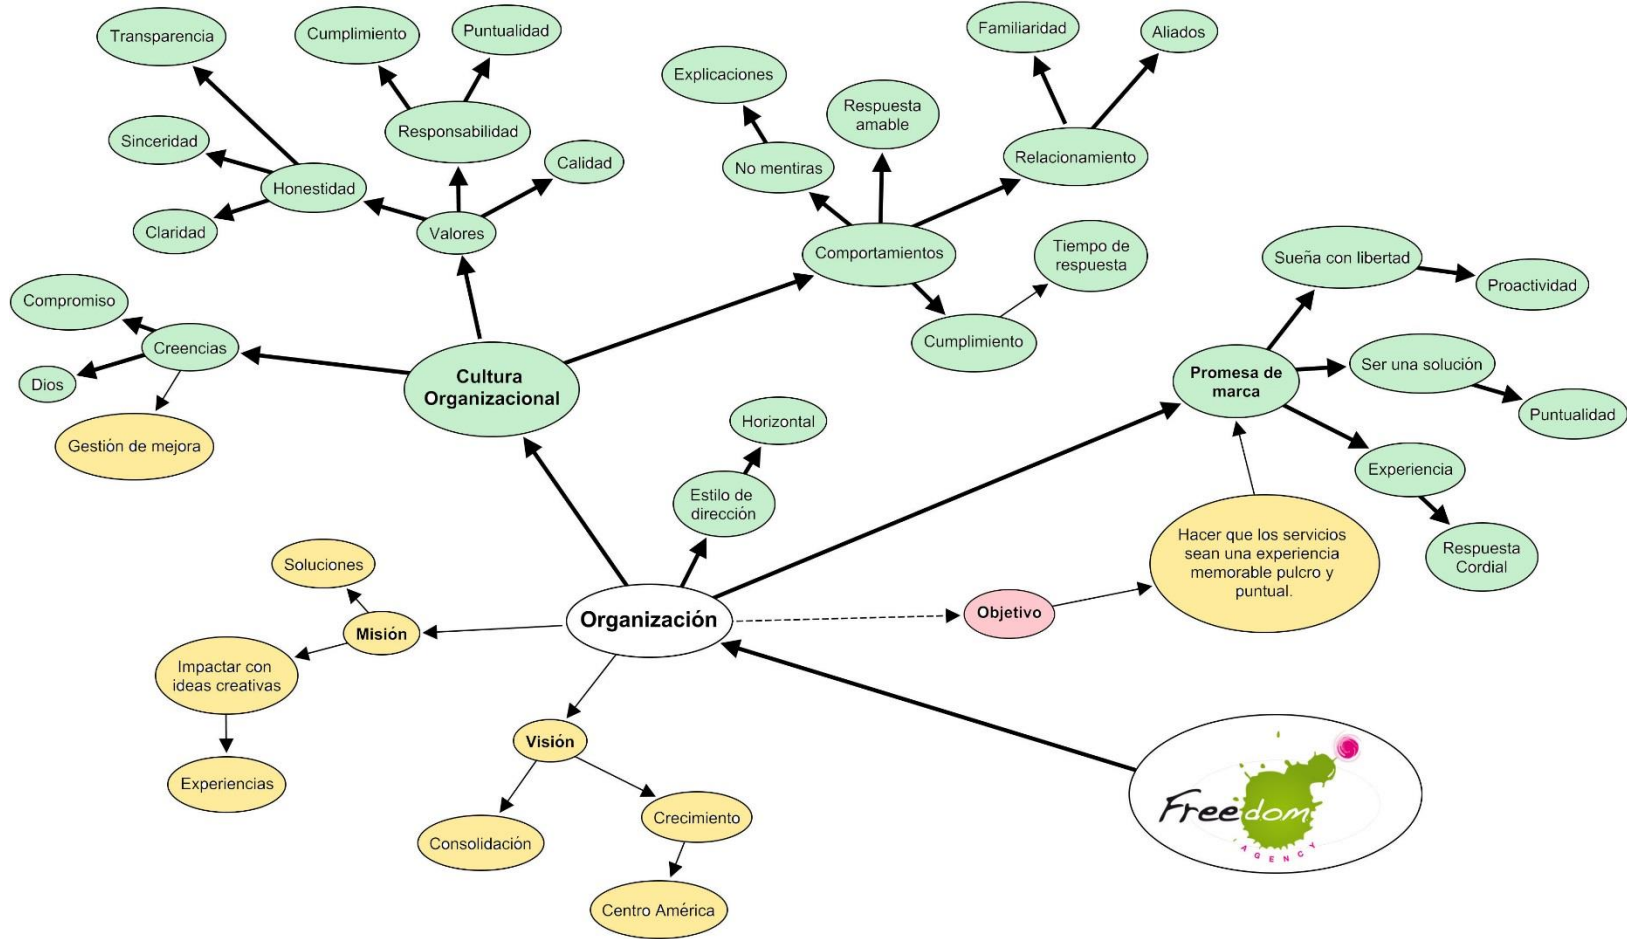 Transparencia
Cumplimiento
Puntualidad
Sinceridad
Responsabilidad
Honestidad
Calidad
Claridad
Valores
Explicaciones
Respuesta
amable
Familiaridad
Aliados
No mentiras
Relacionamiento
Comportamientos
Tiempo de
respuesta
Cumplimiento
Compromiso
Creencias
Dios
Gestión de mejora
Cultura
Organizacional
Horizontal
Estilo de
dirección
Sueña con libertad
Proactividad
Promesa de
marca
Ser una solución
Puntualidad
Experiencia
Respuesta
Cordial
Hacer que los servicios
sean una experiencia
memorable pulcro y
puntual.
Soluciones
Misión
Organización
Objetivo
Impactar con
ideas creativas
Experiencias
Visión
Consolidación
Crecimiento
Centro América
Freedom
AGENCY